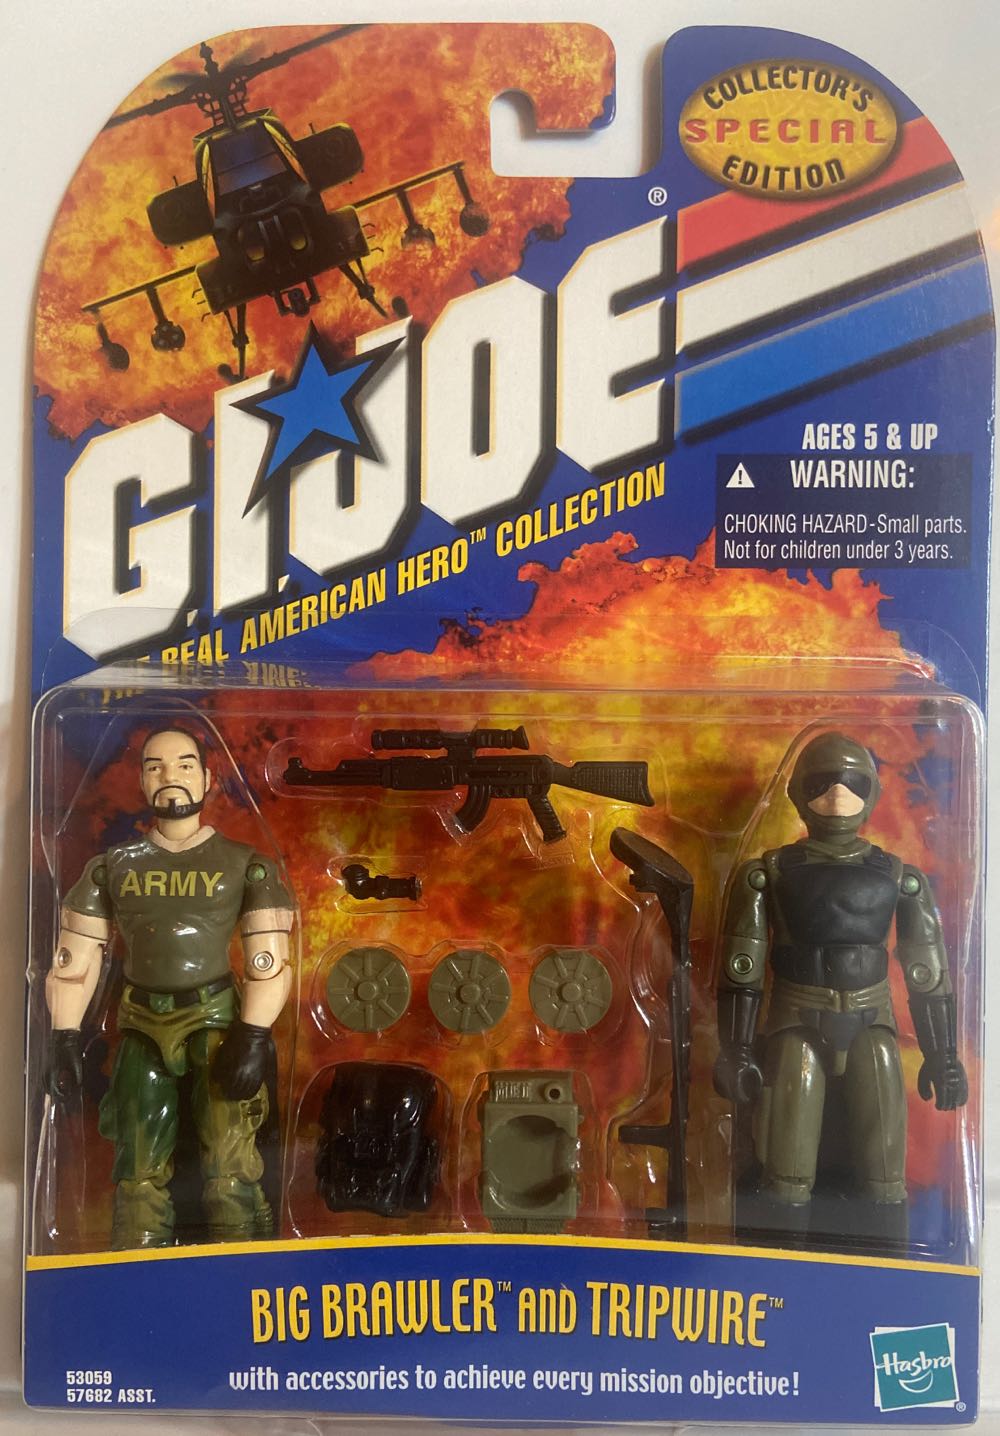 COLLECTOR'S
SPECIAL
EDITION
®
G.I. JOE
THE REAL AMERICAN HERO™ COLLECTION
AGES 5 & UP
WARNING:
CHOKING HAZARD-Small parts.
Not for children under 3 years.
ARMY
BIG BRAWLER™ AND TRIPWIRE™
with accessories to achieve every mission objective!
53059
57682 ASST.
Hasbro
®